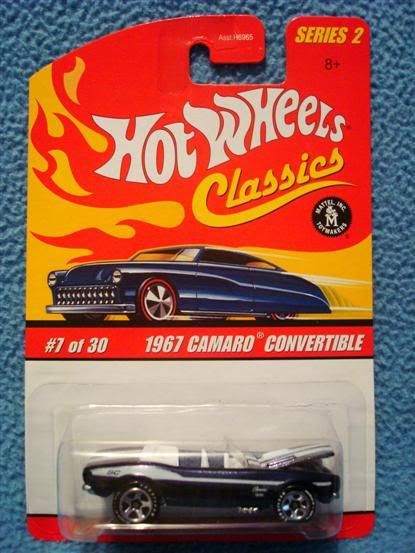 Asst. H6965
SERIES 2
8+
HOT WHEELS®
Classics
MATTEL, INC.
TOYMAKERS
#7 of 30
1967 CAMARO® CONVERTIBLE